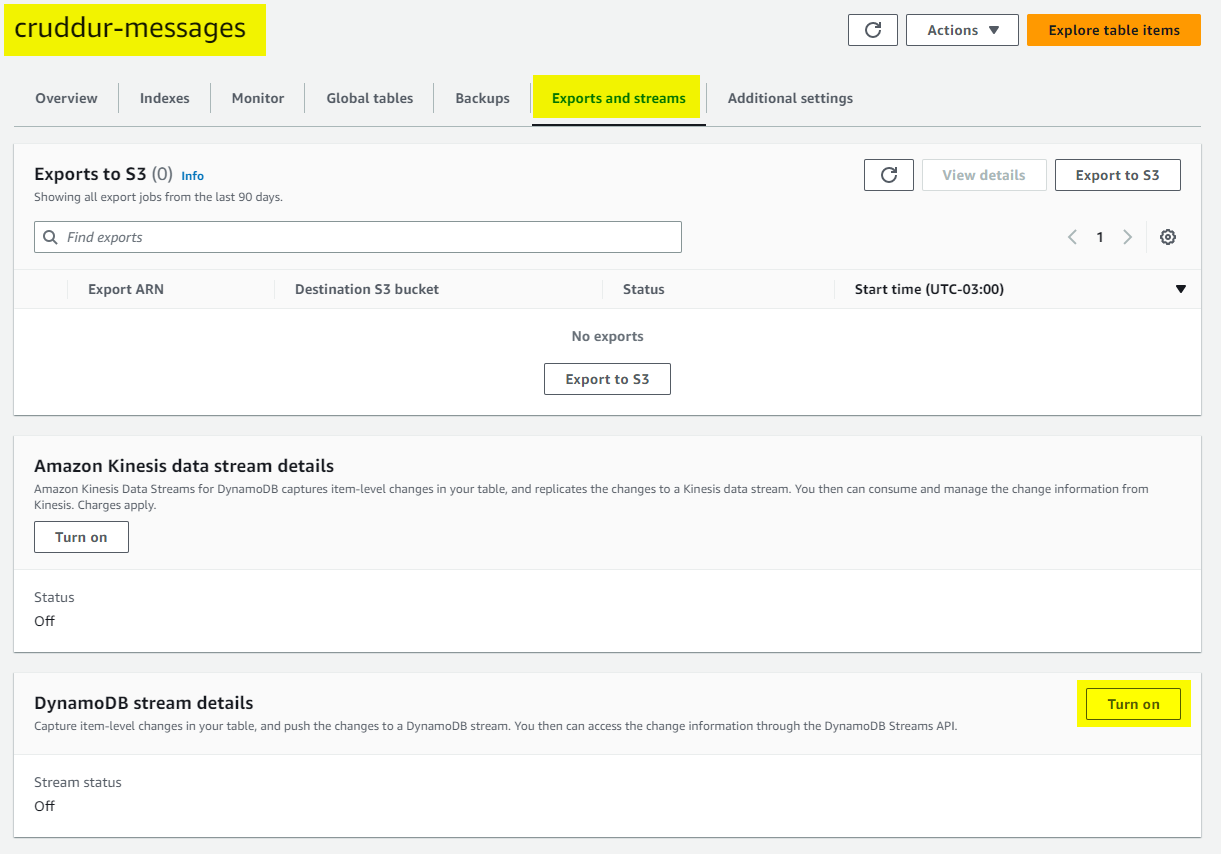 cruddur-messages
Actions
Explore table items
Overview
Indexes
Monitor
Global tables
Backups
Exports and streams
Additional settings
Exports to S3 (0) Info
Showing all export jobs from the last 90 days.
View details
Export to S3
Find exports
1
Export ARN
Destination S3 bucket
Status
Start time (UTC-03:00)
No exports
Export to S3
Amazon Kinesis data stream details
Amazon Kinesis Data Streams for DynamoDB captures item-level changes in your table, and replicates the changes to a Kinesis data stream. You then can consume and manage the change information from
Kinesis. Charges apply.
Turn on
Status
Off
DynamoDB stream details
Capture item-level changes in your table, and push the changes to a DynamoDB stream. You then can access the change information through the DynamoDB Streams API.
Turn on
Stream status
Off